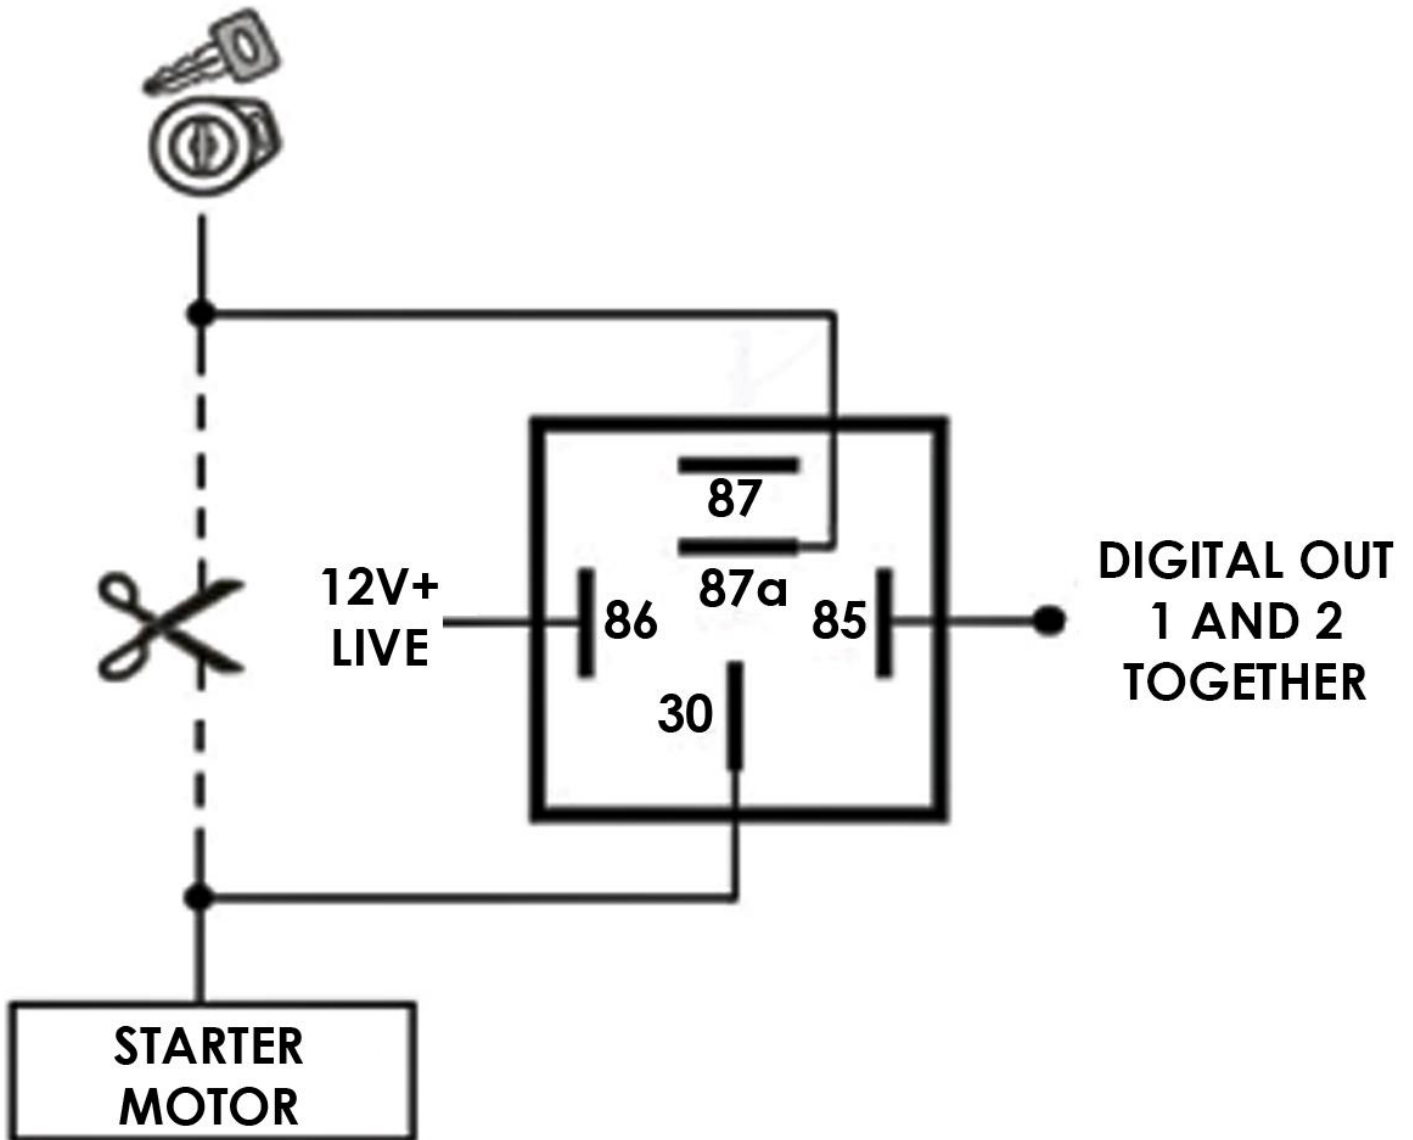 87
87a
12V+
LIVE
86
85
DIGITAL OUT
1 AND 2
TOGETHER
30
STARTER
MOTOR